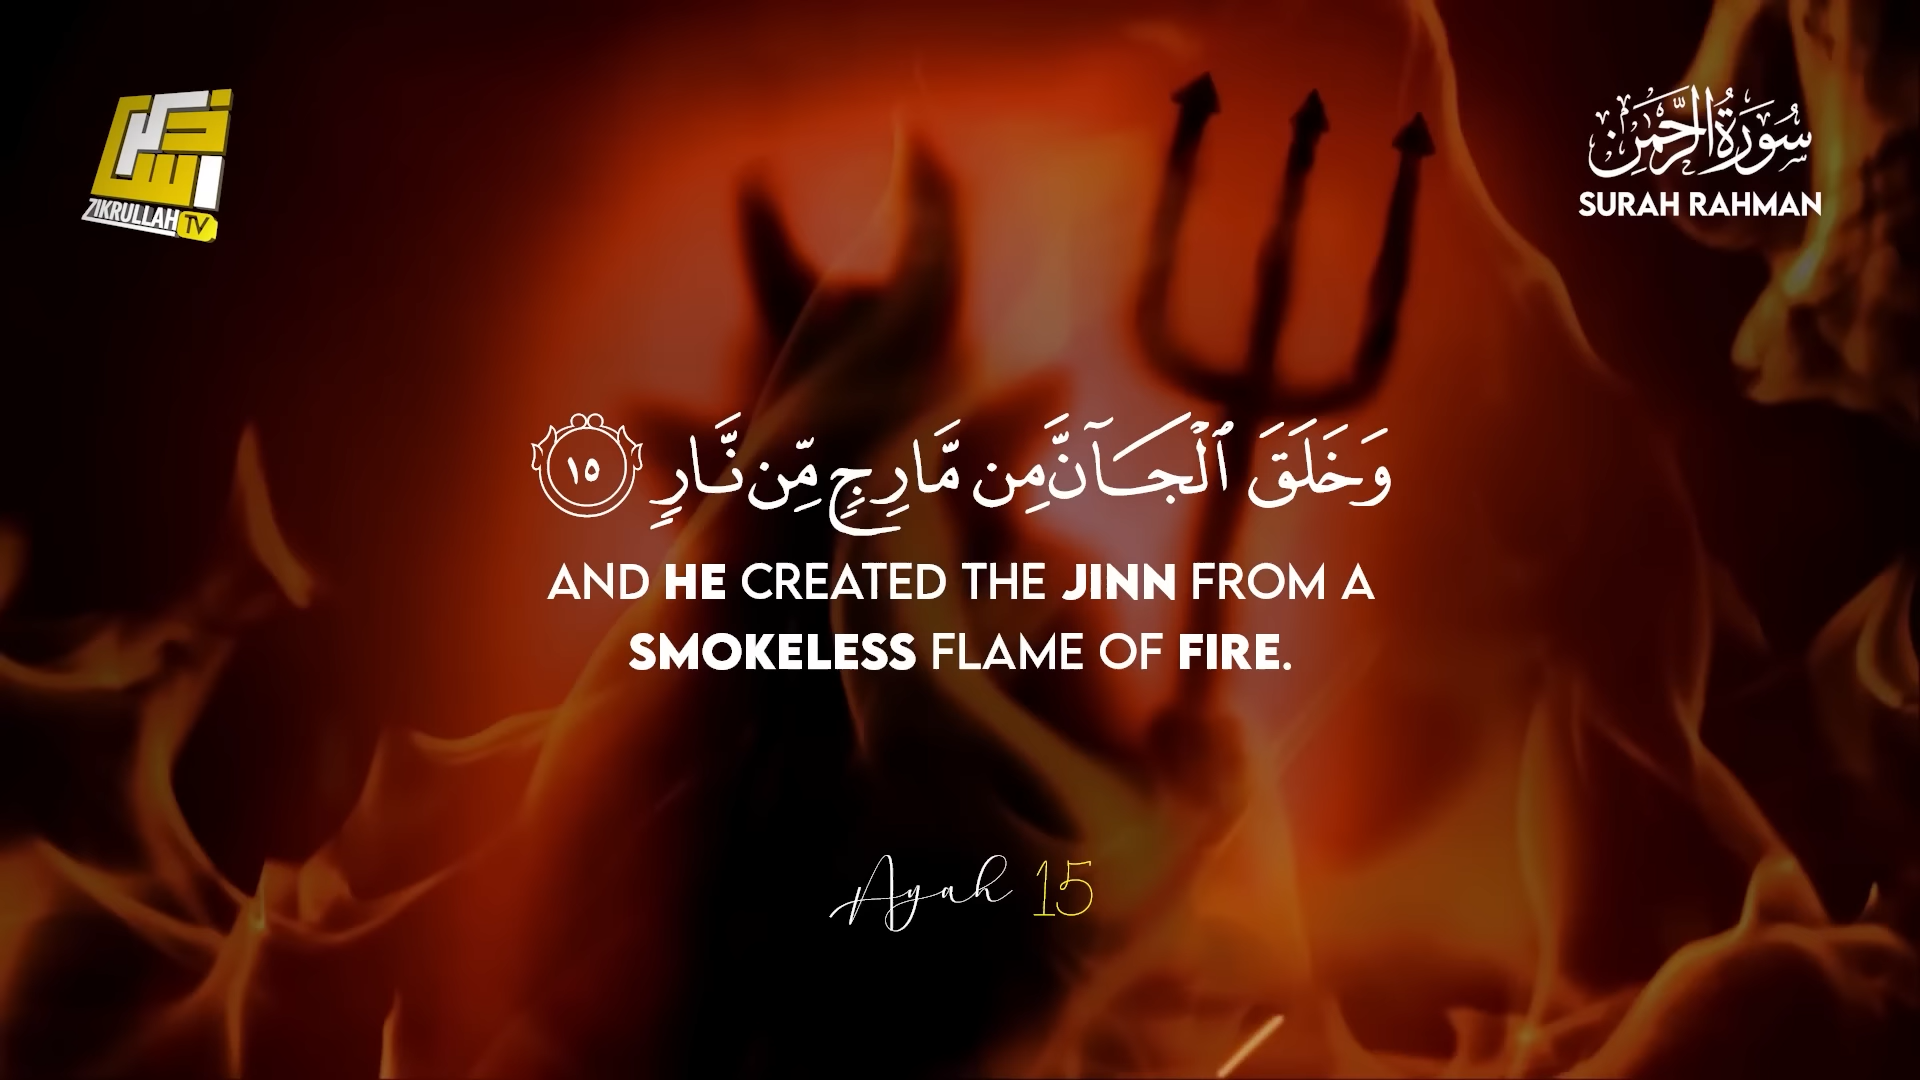 ذكرالله
ZIKRULLAH TV
سُورَةُ الرَّحْمَٰن
SURAH RAHMAN
وَخَلَقَ ٱلْجَآنَّ مِن مَّارِجٍ مِّن نَّارٍ ١٥
AND HE CREATED THE JINN FROM A
SMOKELESS FLAME OF FIRE.
Ayah 15